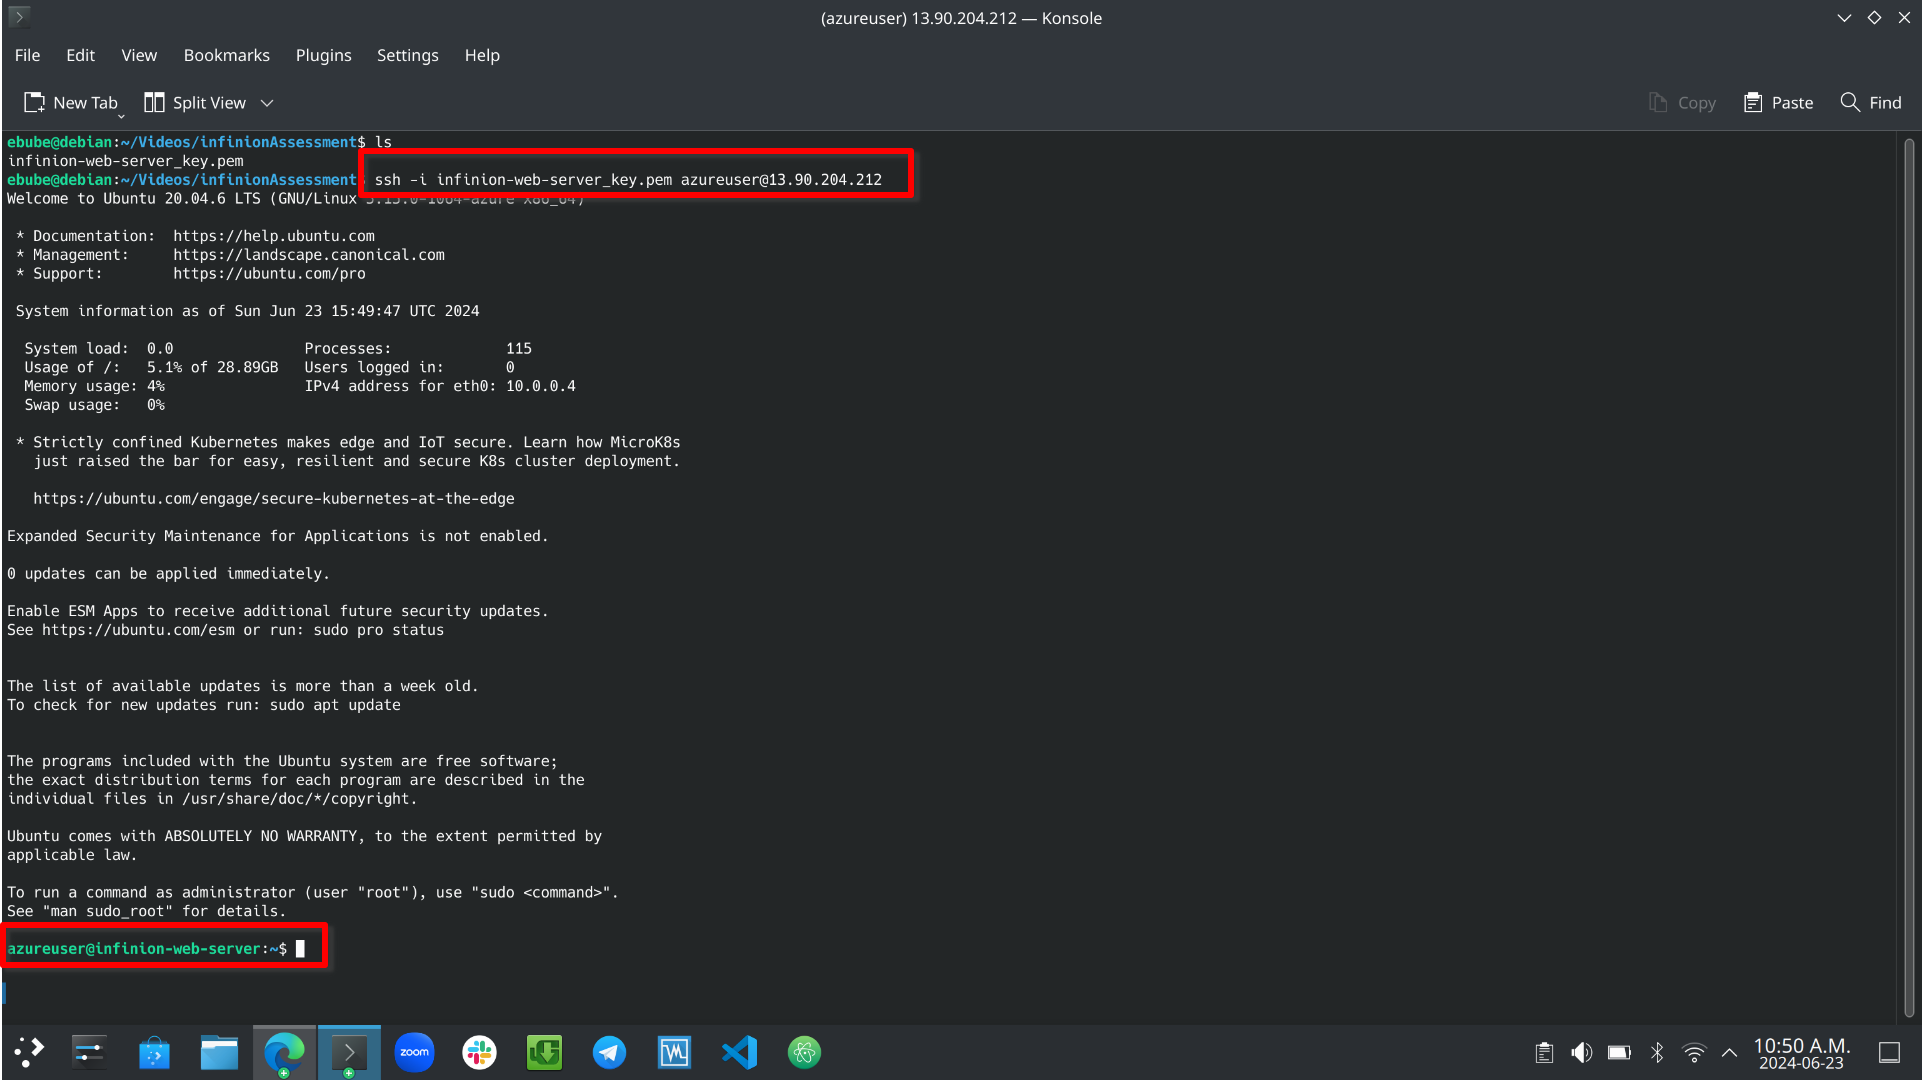 (azureuser) 13.90.204.212 — Konsole
File Edit View Bookmarks Plugins Settings Help
New Tab Split View Copy Paste Find
ebube@debian:~/Videos/infinionAssessment$ ls
infinion-web-server_key.pem
ebube@debian:~/Videos/infinionAssessment ssh -i infinion-web-server_key.pem azureuser@13.90.204.212
Welcome to Ubuntu 20.04.6 LTS (GNU/Linux 5.15.0-1064-azure x86_64)
* Documentation: https://help.ubuntu.com
* Management: https://landscape.canonical.com
* Support: https://ubuntu.com/pro
System information as of Sun Jun 23 15:49:47 UTC 2024
System load: 0.0 Processes: 115
Usage of /: 5.1% of 28.89GB Users logged in: 0
Memory usage: 4% IPv4 address for eth0: 10.0.0.4
Swap usage: 0%
* Strictly confined Kubernetes makes edge and IoT secure. Learn how MicroK8s
just raised the bar for easy, resilient and secure K8s cluster deployment.
https://ubuntu.com/engage/secure-kubernetes-at-the-edge
Expanded Security Maintenance for Applications is not enabled.
0 updates can be applied immediately.
Enable ESM Apps to receive additional future security updates.
See https://ubuntu.com/esm or run: sudo pro status
The list of available updates is more than a week old.
To check for new updates run: sudo apt update
The programs included with the Ubuntu system are free software;
the exact distribution terms for each program are described in the
individual files in /usr/share/doc/*/copyright.
Ubuntu comes with ABSOLUTELY NO WARRANTY, to the extent permitted by
applicable law.
To run a command as administrator (user "root"), use "sudo <command>".
See "man sudo_root" for details.
azureuser@infinion-web-server:~$
zoom
10:50 A.M.
2024-06-23